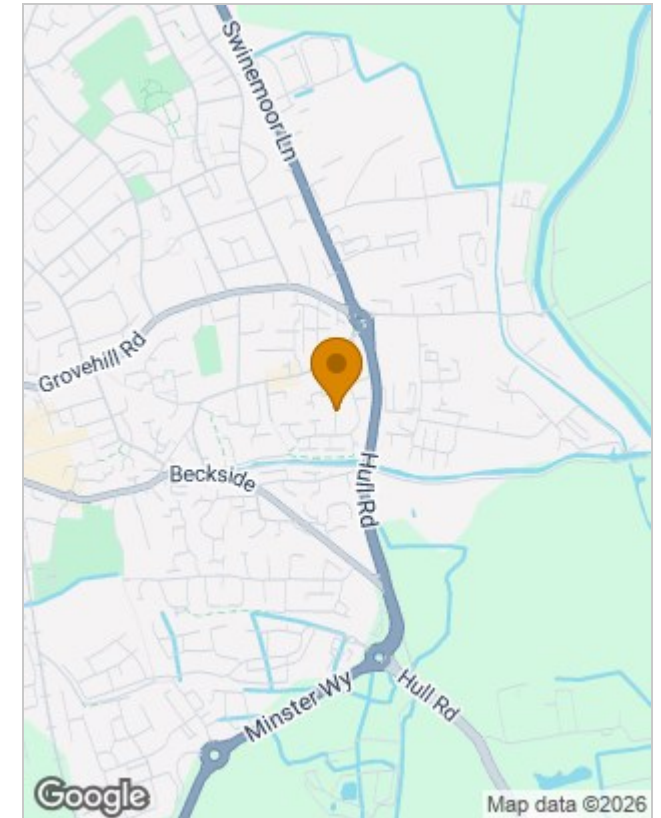 Swinemoor Ln
Grovehill Rd
Beckside
Hull Rd
Minster Wy
Hull Rd
Google
Map data ©2026